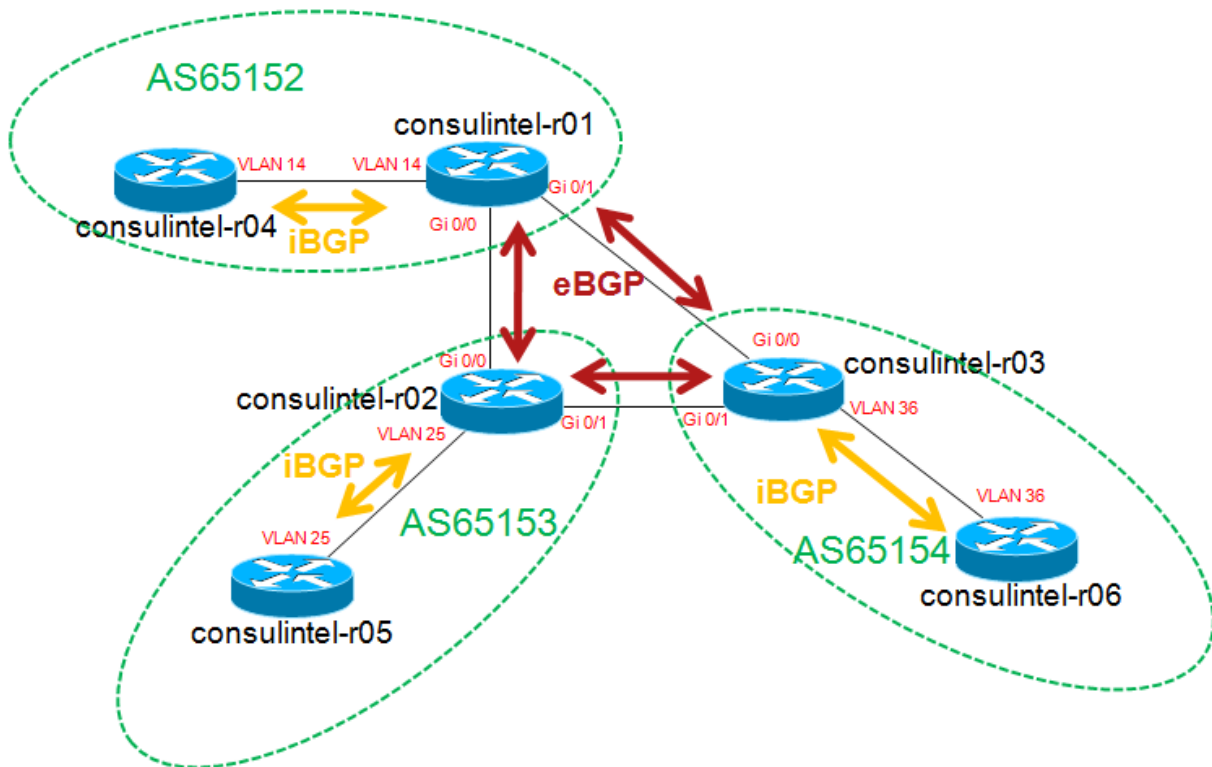 AS65152
consulintel-r01
VLAN 14
VLAN 14
Gi 0/1
consulintel-r04
iBGP
Gi 0/0
eBGP
Gi 0/0
Gi 0/0
consulintel-r03
consulintel-r02
VLAN 36
Gi 0/1
Gi 0/1
VLAN 25
iBGP
iBGP
VLAN 36
AS65153
VLAN 25
AS65154
consulintel-r06
consulintel-r05